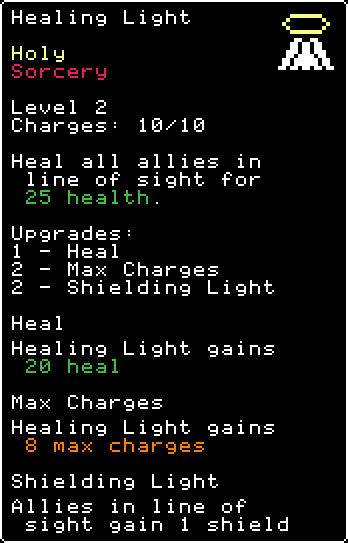 Healing Light
Holy
Sorcery
Level 2
Charges: 10/10
Heal all allies in
line of sight for
25 health.
Upgrades:
1 - Heal
2 - Max Charges
2 - Shielding Light
Heal
Healing Light gains
20 heal
Max Charges
Healing Light gains
8 max charges
Shielding Light
Allies in line of
sight gain 1 shield